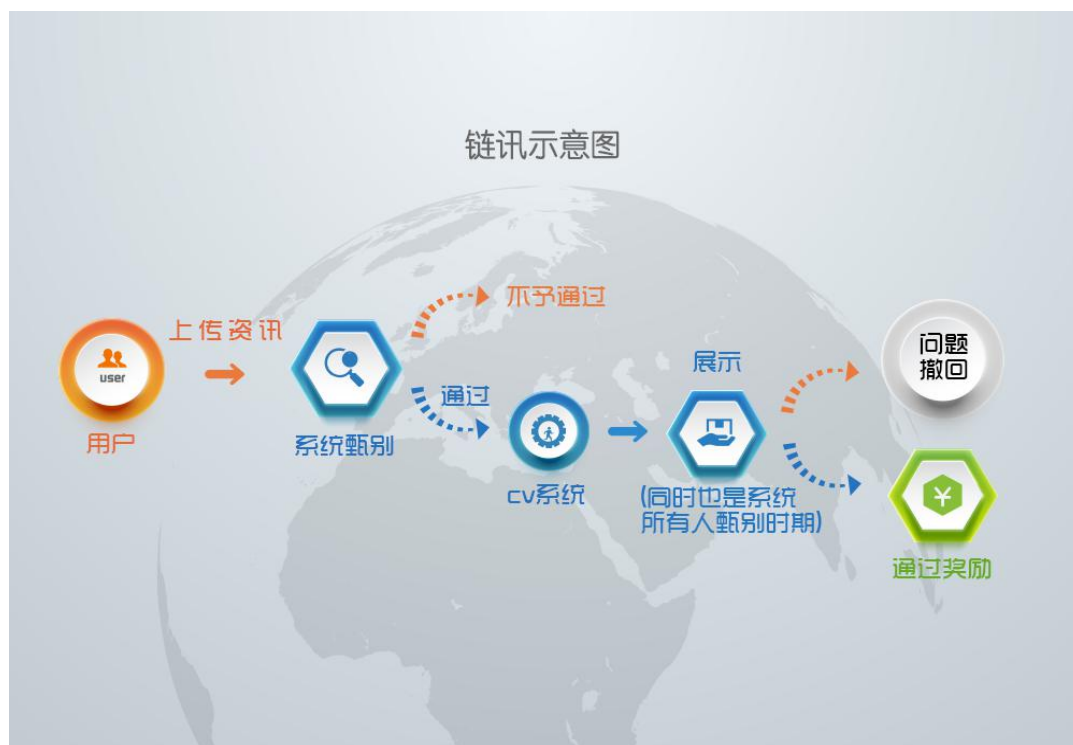 链讯示意图
不予通过
上传资讯
user
用户
系统甄别
通过
cv系统
展示
(同时也是系统
所有人甄别时期)
问题
撤回
¥
通过奖励